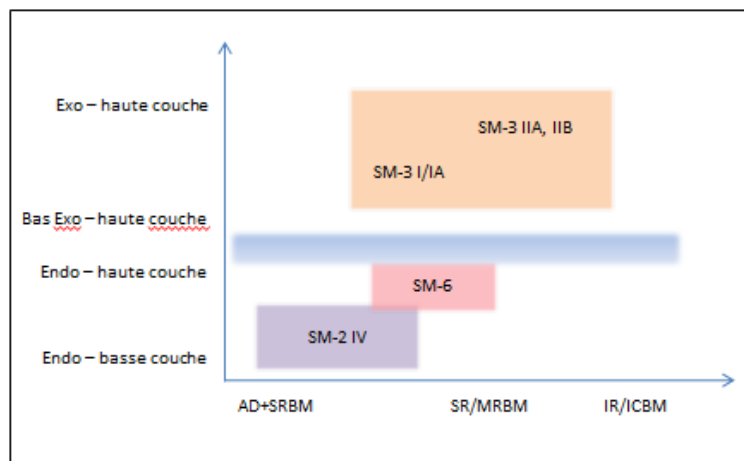 Exo – haute couche
SM-3 IIA, IIB
SM-3 I/IA
Bas Exo – haute couche
Endo – haute couche
SM-6
SM-2 IV
Endo – basse couche
AD+SRBM
SR/MRBM
IR/ICBM